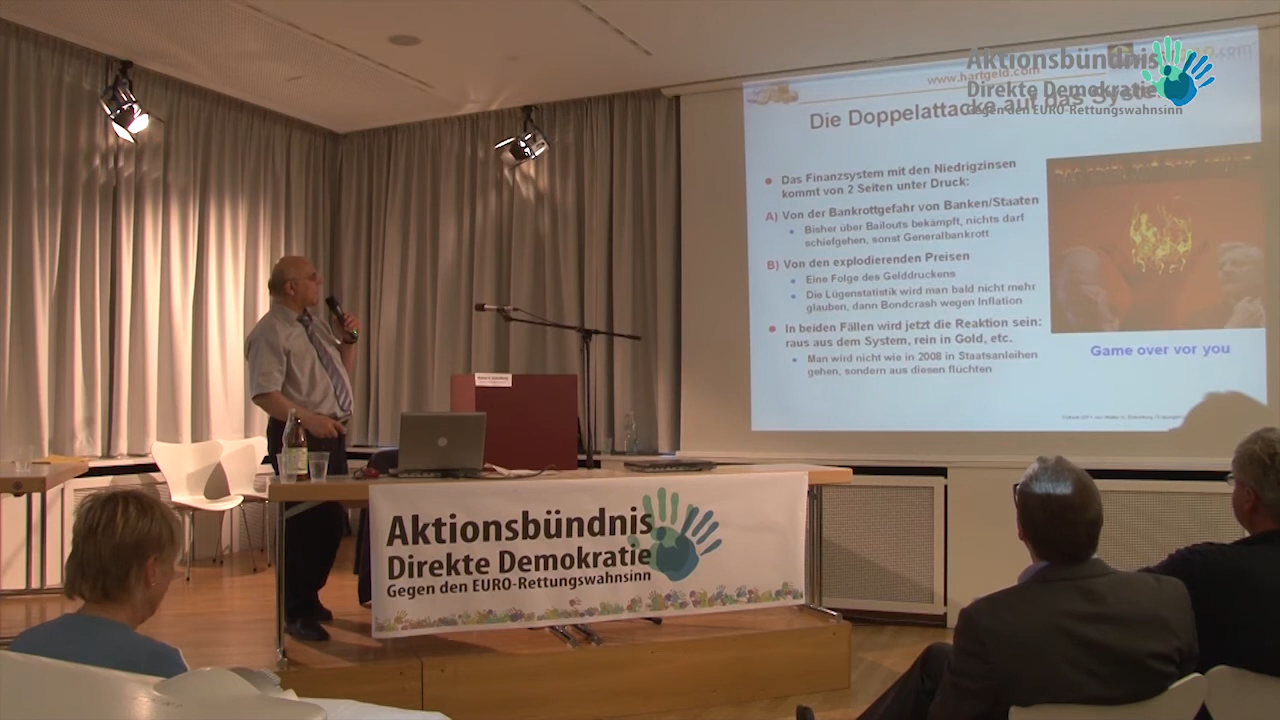 www.hartgeld.com
Die Doppelattacke auf das System
Das Finanzsystem mit den Niedrigzinsen
kommt von 2 Seiten unter Druck:
A) Von der Bankrottgefahr von Banken/Staaten
Bisher über Bailouts bekämpft, nichts darf
schiefgehen, sonst Generalbankrott
B) Von den explodierenden Preisen
Eine Folge des Gelddruckens
Die Lügenstatistik wird man bald nicht mehr
glauben, dann Bondcrash wegen Inflation
In beiden Fällen wird jetzt die Reaktion sein:
raus aus dem System, rein in Gold, etc.
Man wird nicht wie in 2008 in Staatsanleihen
gehen, sondern aus diesen flüchten
Game over vor you
Aktionsbündnis
Direkte Demokratie
Gegen den EURO-Rettungswahnsinn
Aktionsbündnis
Direkte Demokratie
Gegen den EURO-Rettungswahnsinn